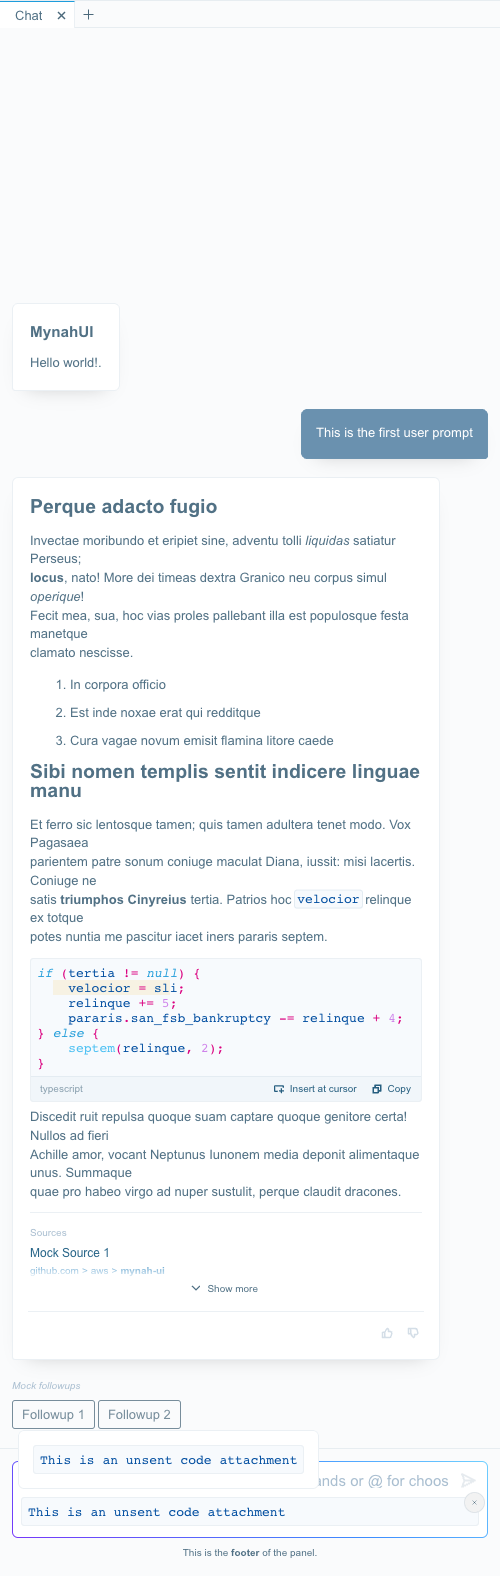 Chat
MynahUI
Hello world!.
This is the first user prompt
Perque adacto fugio
Invectae moribundo et eripiet sine, adventu tolli liquidas satiatur
Perseus;
locus, nato! More dei timeas dextra Granico neu corpus simul
operique!
Fecit mea, sua, hoc vias proles pallebant illa est populosque festa
manetque
clamato nescisse.
1. In corpora officio
2. Est inde noxae erat qui redditque
3. Cura vagae novum emisit flamina litore caede
Sibi nomen templis sentit indicere linguae
manu
Et ferro sic lentosque tamen; quis tamen adultera tenet modo. Vox
Pagasaea
parientem patre sonum coniuge maculat Diana, iussit: misi lacertis.
Coniuge ne
satis triumphos Cinyreius tertia. Patrios hoc velocior relinque
ex totque
potes nuntia me pascitur iacet iners pararis septem.
if (tertia != null) {
    velocior = sli;
    relinque += 5;
    pararis.san_fsb_bankruptcy -= relinque + 4;
} else {
    septem(relinque, 2);
}
typescript Insert at cursor Copy
Discedit ruit repulsa quoque suam captare quoque genitore certa!
Nullos ad fieri
Achille amor, vocant Neptunus Iunonem media deponit alimentaque
unus. Summaque
quae pro habeo virgo ad nuper sustulit, perque claudit dracones.
Sources
Mock Source 1
github.com > aws > mynah-ui
Show more
Mock followups
Followup 1 Followup 2
This is an unsent code attachment
ands or @ for choos
This is an unsent code attachment
This is the footer of the panel.